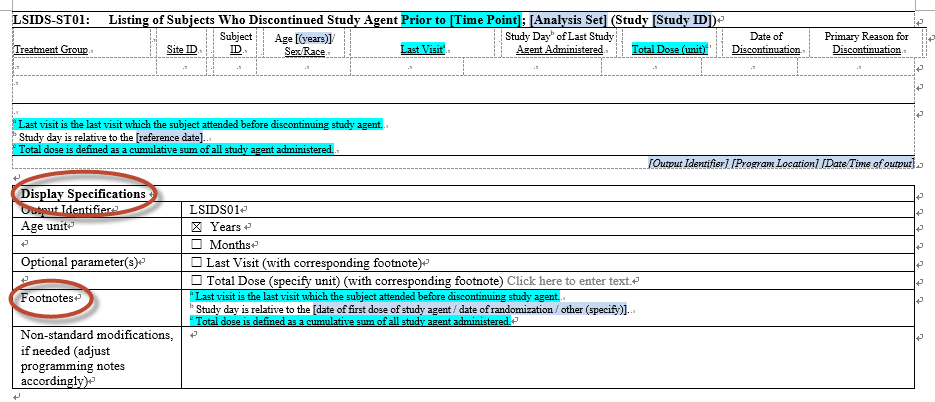 LSIDS-ST01: Listing of Subjects Who Discontinued Study Agent Prior to [Time Point]; [Analysis Set] (Study [Study ID])
Treatment Group Site ID Subject ID Age [(years)]/ Sex/Race Last Visitᵃ Study Dayᵇ of Last Study Agent Administered Total Dose (unit)ᶜ Date of Discontinuation Primary Reason for Discontinuation
ᵃ Last visit is the last visit which the subject attended before discontinuing study agent.
ᵇ Study day is relative to the [reference date].
ᶜ Total dose is defined as a cumulative sum of all study agent administered.
[Output Identifier] [Program Location] [Date/Time of output]
Display Specifications
Output Identifier LSIDS01
Age unit ☒ Years
☐ Months
Optional parameter(s) ☐ Last Visit (with corresponding footnote)
☐ Total Dose (specify unit) (with corresponding footnote) Click here to enter text.
Footnotes ᵃ Last visit is the last visit which the subject attended before discontinuing study agent.
ᵇ Study day is relative to the [date of first dose of study agent / date of randomization / other (specify)].
ᶜ Total dose is defined as a cumulative sum of all study agent administered.
Non-standard modifications,
if needed (adjust
programming notes
accordingly)